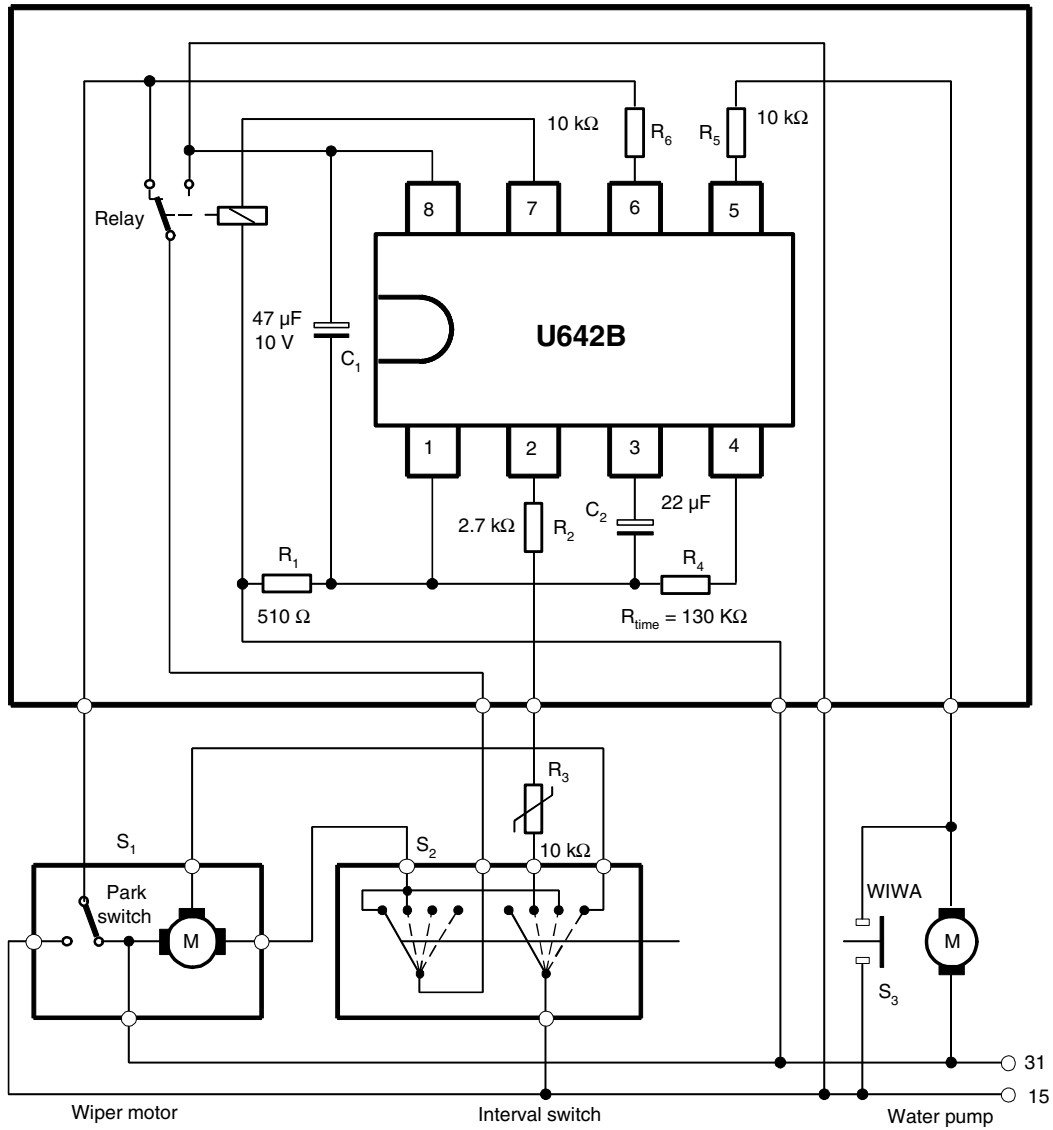 10 kΩ
R6
R5
10 kΩ
8
7
6
5
Relay
47 µF
10 V
C1
U642B
1
2
3
4
2.7 kΩ
R2
C2
22 µF
R1
R4
510 Ω
Rtime = 130 KΩ
R3
10 kΩ
S1
S2
Park
switch
M
WIWA
M
S3
31
15
Wiper motor
Interval switch
Water pump